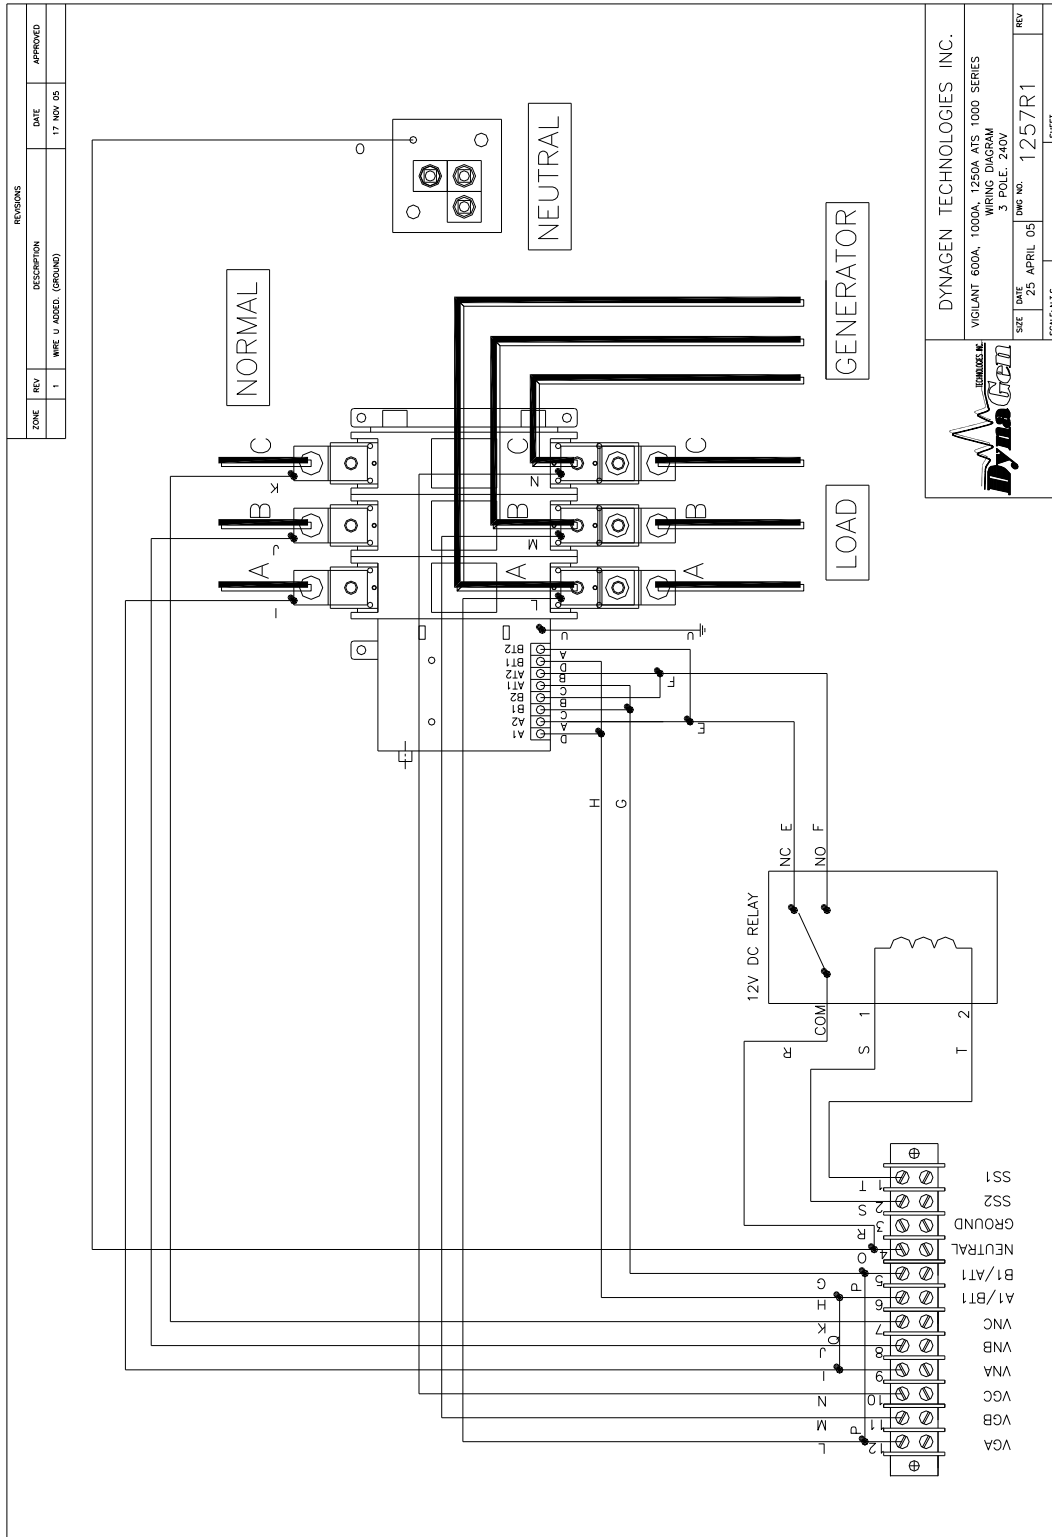 REVISIONS
ZONE REV DESCRIPTION DATE APPROVED
1 WIRE U ADDED. (GROUND) 17 NOV 05
NORMAL
NEUTRAL
GENERATOR
LOAD
O
A B C
I J K
A B C
L M N
A B C
BT2
BT1
AT2
AT1
B2
B1
A2
A1
U
A
D
B
C
B
C
A
D
U
F
E
H
G
NC E
NO F
12V DC RELAY
COM
R
S 1
T 2
T 1 SS1
S 2 SS2
R 3 GROUND
O 4 NEUTRAL
G P 5 B1/AT1
H 6 A1/BT1
K 7 VNC
Q
J 8 VNB
I 9 VNA
N 10 VGC
M 11 VGB
L P 12 VGA
DYNAGEN TECHNOLOGIES INC.
VIGILANT 600A, 1000A, 1250A ATS 1000 SERIES
WIRING DIAGRAM
3 POLE. 240V
SIZE DATE DWG NO. REV
25 APRIL 05 1257R1
DynaGen
TECHNOLOGIES INC.